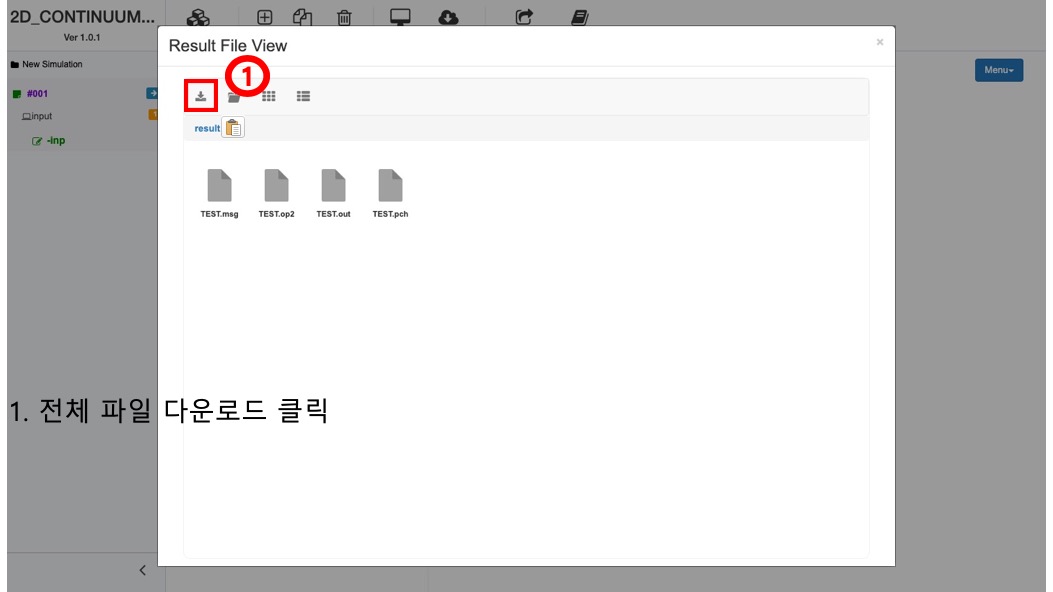 2D_CONTINUUM...
Ver 1.0.1
Result File View
×
New Simulation
Menu
#001
1
input
result
-inp
TEST.msg TEST.op2 TEST.out TEST.pch
1. 전체 파일 다운로드 클릭